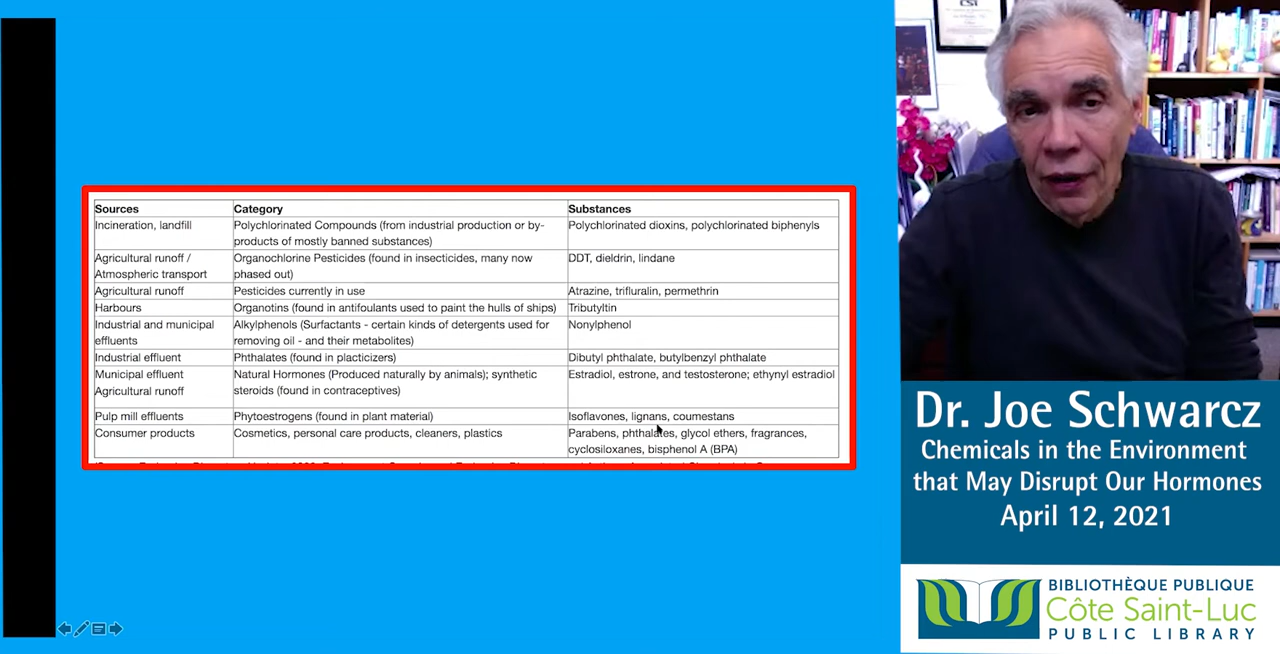 Sources Category Substances
Incineration, landfill Polychlorinated Compounds (from industrial production or by- Polychlorinated dioxins, polychlorinated biphenyls
products of mostly banned substances)
Agricultural runoff / Organochlorine Pesticides (found in insecticides, many now DDT, dieldrin, lindane
Atmospheric transport phased out)
Agricultural runoff Pesticides currently in use Atrazine, trifluralin, permethrin
Harbours Organotins (found in antifoulants used to paint the hulls of ships) Tributyltin
Industrial and municipal Alkylphenols (Surfactants - certain kinds of detergents used for Nonylphenol
effluents removing oil - and their metabolites)
Industrial effluent Phthalates (found in placticizers) Dibutyl phthalate, butylbenzyl phthalate
Municipal effluent Natural Hormones (Produced naturally by animals); synthetic Estradiol, estrone, and testosterone; ethynyl estradiol
Agricultural runoff steroids (found in contraceptives)
Pulp mill effluents Phytoestrogens (found in plant material) Isoflavones, lignans, coumestans
Consumer products Cosmetics, personal care products, cleaners, plastics Parabens, phthalates, glycol ethers, fragrances,
cyclosiloxanes, bisphenol A (BPA)
CSI
Dr. Joe Schwarcz
Chemicals in the Environment
that May Disrupt Our Hormones
April 12, 2021
BIBLIOTHÈQUE PUBLIQUE
Côte Saint-Luc
PUBLIC LIBRARY